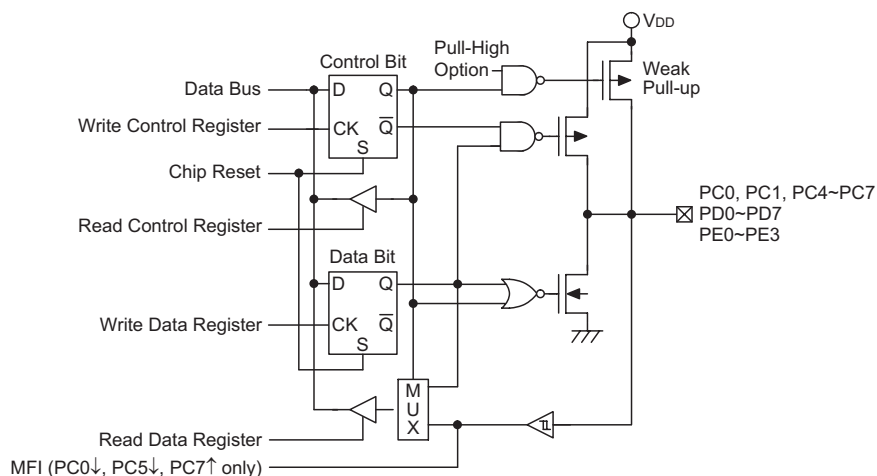 VDD
Pull-High
Option
Weak
Pull-up
Control Bit
Data Bus
D
Q
Write Control Register
CK
Q
S
Chip Reset
PC0, PC1, PC4~PC7
PD0~PD7
PE0~PE3
Read Control Register
Data Bit
D
Q
Write Data Register
CK
Q
S
M
U
X
Read Data Register
MFI (PC0↓, PC5↓, PC7↑ only)